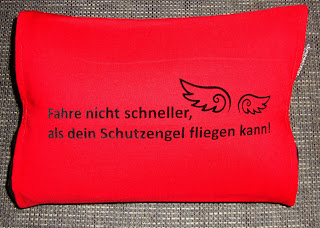 Fahre nicht schneller,
als dein Schutzengel fliegen kann!